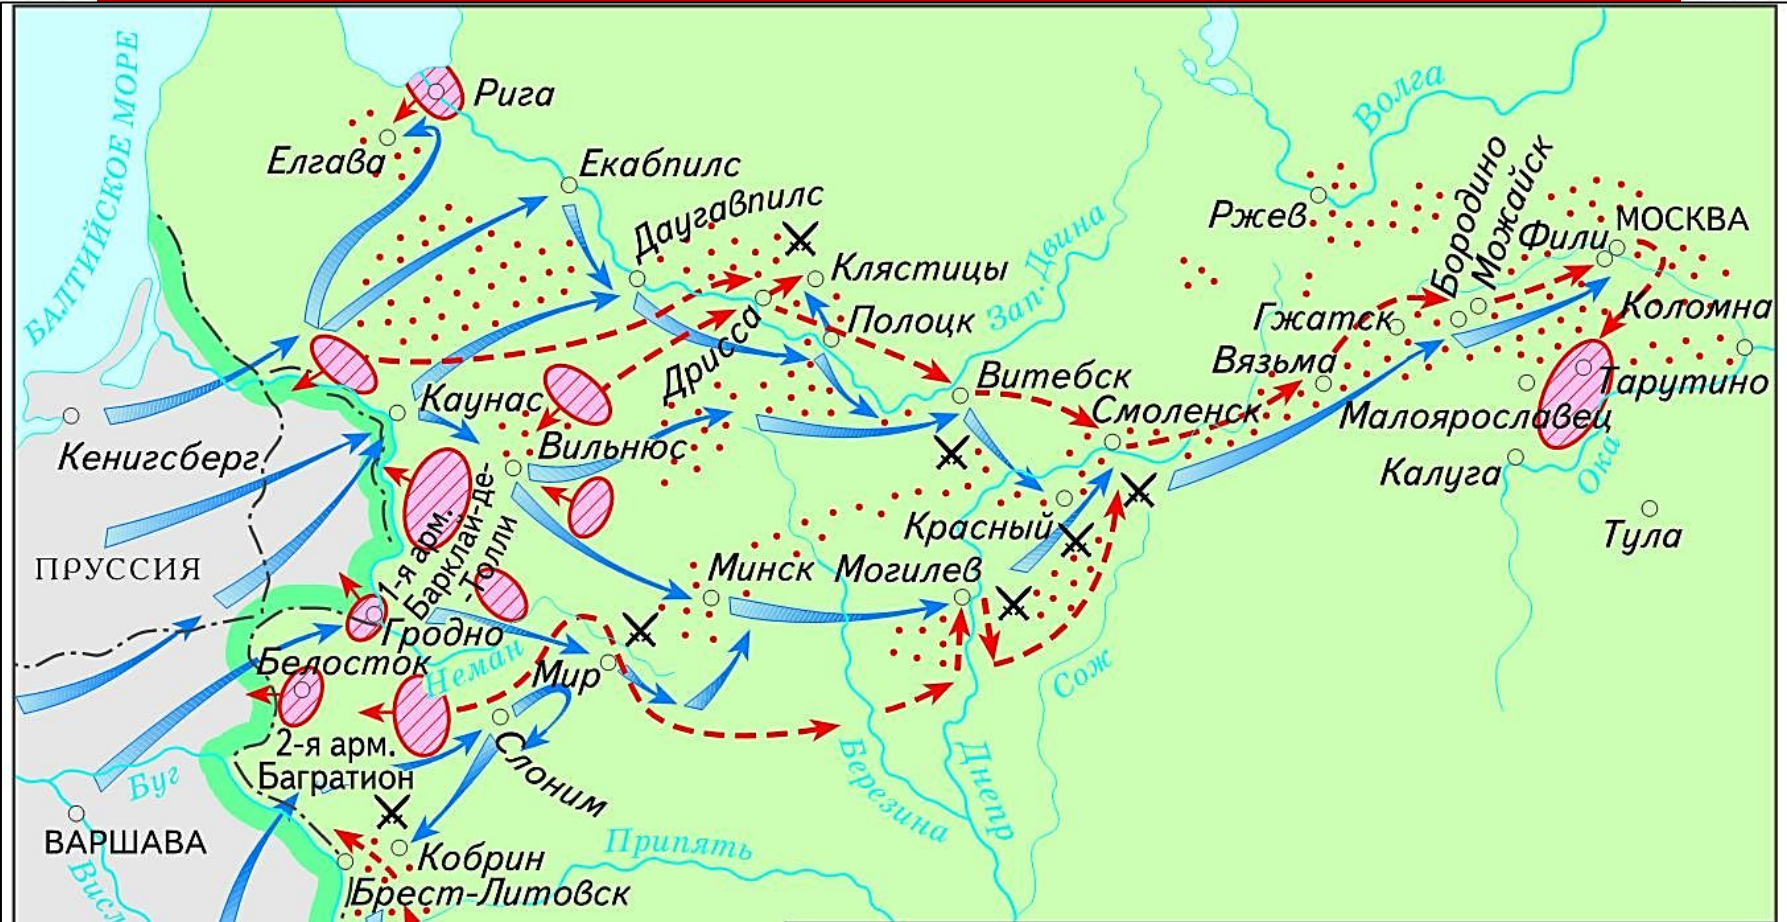 БАЛТИЙСКОЕ МОРЕ
Рига
Елгава
Екабпилс
Даугавпилс
Клястицы
Дрисса
Полоцк
Зап. Двина
Волга
Ржев
Бородино
Можайск
Фили
МОСКВА
Коломна
Гжатск
Вязьма
Тарутино
Малоярославец
Калуга
Ока
Тула
Витебск
Смоленск
Красный
Каунас
Вильнюс
Кенигсберг
ПРУССИЯ
1-я арм.
Барклай-де-
-Толли
Минск
Могилев
Гродно
Неман
Белосток
Мир
Сож
2-я арм.
Багратион
Слоним
Буг
ВАРШАВА
Висл
Кобрин
Брест-Литовск
Припять
Березина
Днепр